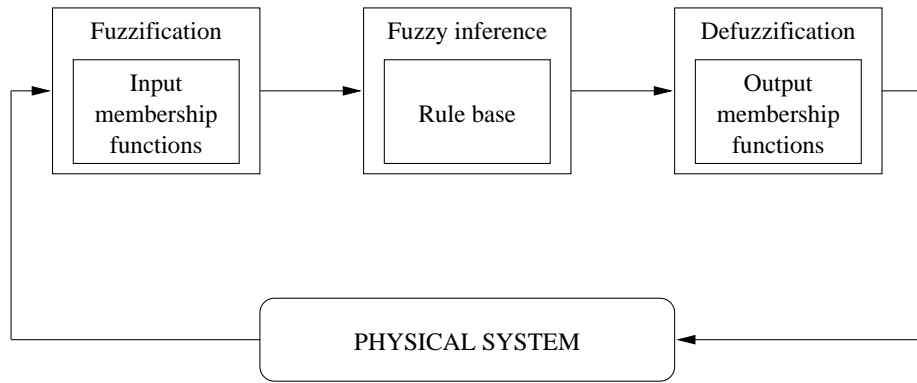 Fuzzification
Input
membership
functions
Fuzzy inference
Rule base
Defuzzification
Output
membership
functions
PHYSICAL SYSTEM